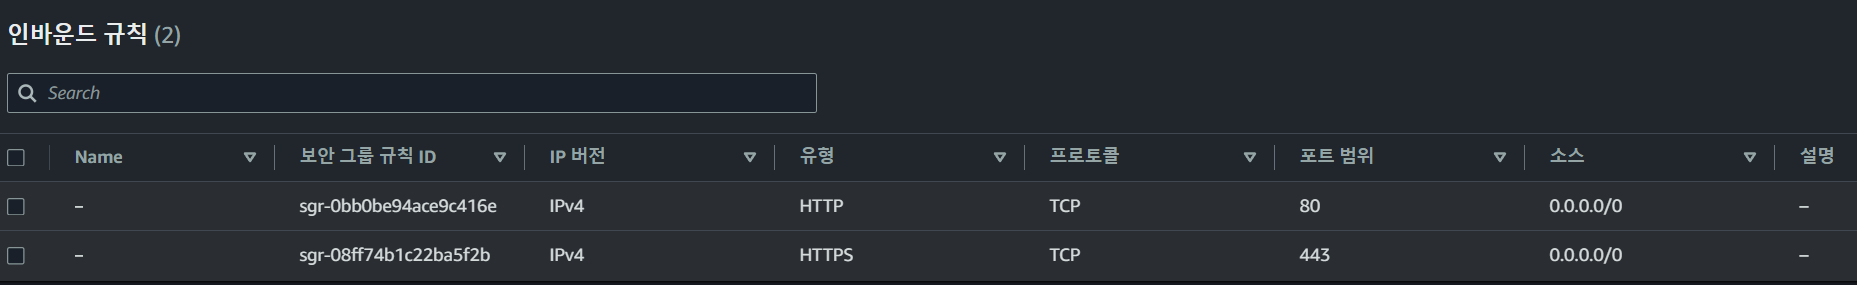 인바운드 규칙 (2)
Search
Name 보안 그룹 규칙 ID IP 버전 유형 프로토콜 포트 범위 소스 설명
– sgr-0bb0be94ace9c416e IPv4 HTTP TCP 80 0.0.0.0/0 –
– sgr-08ff74b1c22ba5f2b IPv4 HTTPS TCP 443 0.0.0.0/0 –